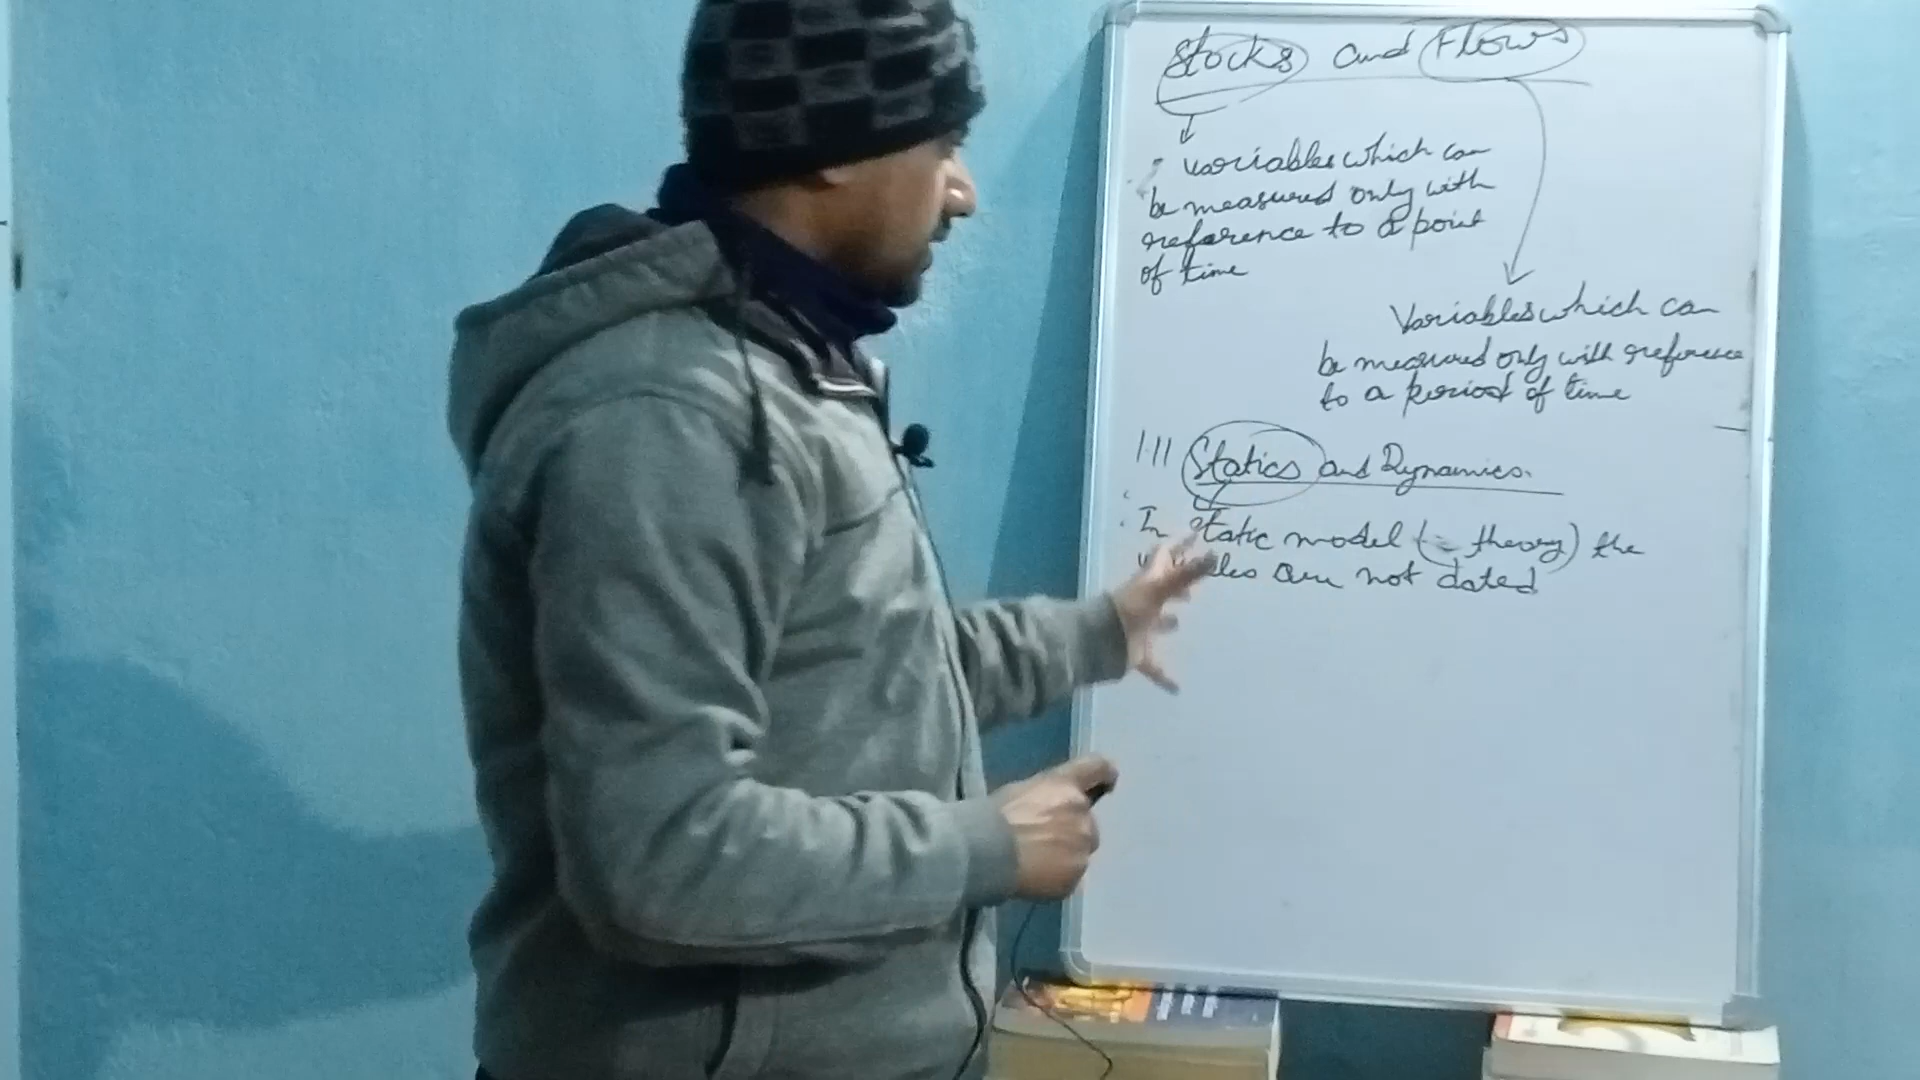 Stocks and Flows
variables which can
be measured only with
reference to a point
of time
Variables which can
be measured only with reference
to a period of time
1.11 Statics and Dynamics.
In static model (= theory) the
are not dated